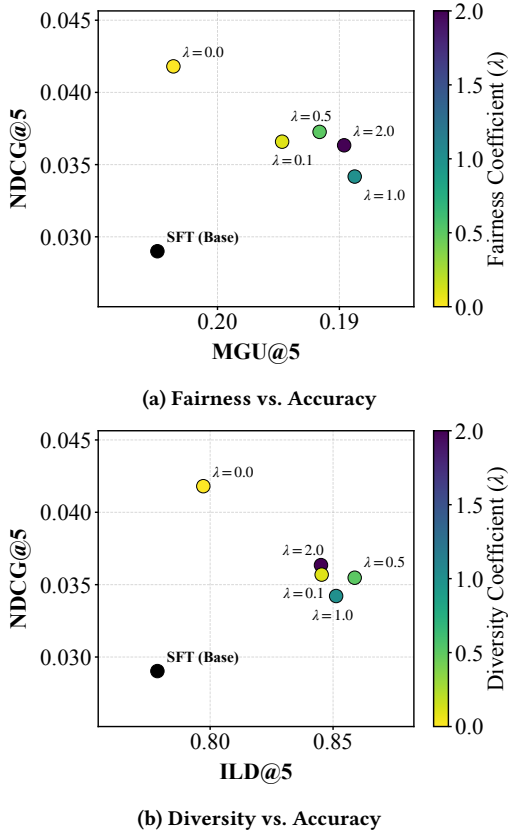 0.045
0.040
0.035
0.030
NDCG@5
λ = 0.0
λ = 0.5
λ = 2.0
λ = 0.1
λ = 1.0
SFT (Base)
0.20
0.19
MGU@5
2.0
1.5
1.0
0.5
0.0
Fairness Coefficient (λ)
(a) Fairness vs. Accuracy
0.045
0.040
0.035
0.030
NDCG@5
λ = 0.0
λ = 2.0
λ = 0.5
λ = 0.1
λ = 1.0
SFT (Base)
0.80
0.85
ILD@5
2.0
1.5
1.0
0.5
0.0
Diversity Coefficient (λ)
(b) Diversity vs. Accuracy